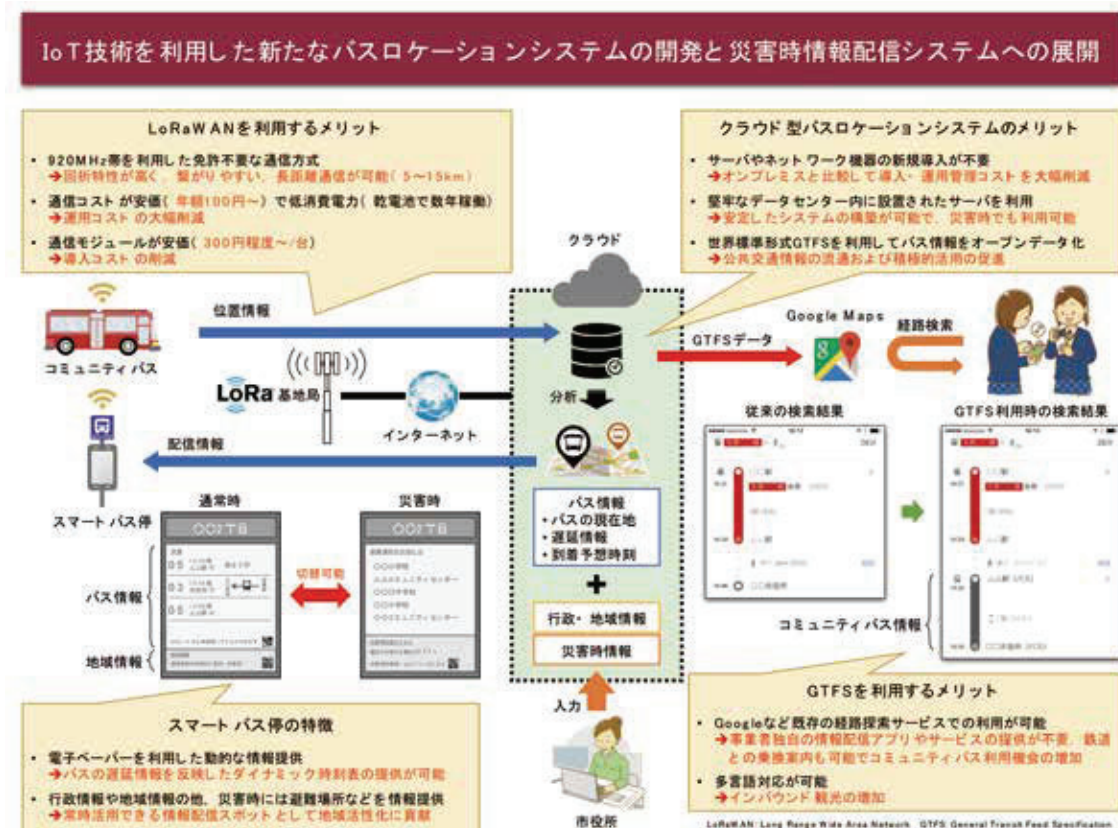 IoT技術を利用した新たなバスロケーションシステムの開発と災害時情報配信システムへの展開
LoRaWANを利用するメリット
• 920MHz帯を利用した免許不要な通信方式
➔回折特性が高く、繋がりやすい、長距離通信が可能(5〜15km)
• 通信コストが安価(年額100円〜)で低消費電力(乾電池で数年稼働)
➔運用コストの大幅削減
• 通信モジュールが安価(300円程度〜/台)
➔導入コストの削減
クラウド型バスロケーションシステムのメリット
• サーバやネットワーク機器の新規導入が不要
➔オンプレミスと比較して導入・運用管理コストを大幅削減
• 堅牢なデータセンター内に設置されたサーバを利用
➔安定したシステムの構築が可能で、災害時でも利用可能
• 世界標準形式GTFSを利用してバス情報をオープンデータ化
➔公共交通情報の流通および積極的活用の促進
クラウド
位置情報
コミュニティバス
LoRa 基地局
インターネット
分析
GTFSデータ
Google Maps
経路検索
配信情報
スマートバス停
通常時
災害時
切替可能
バス情報
地域情報
バス情報
• バスの現在地
• 遅延情報
• 到着予想時刻
+
行政・地域情報
災害時情報
入力
市役所
従来の検索結果
GTFS利用時の検索結果
コミュニティバス情報
スマートバス停の特徴
• 電子ペーパーを利用した動的な情報提供
➔バスの遅延情報を反映したダイナミック時刻表の提供が可能
• 行政情報や地域情報の他、災害時には避難場所などを情報提供
➔常時活用できる情報配信スポットとして地域活性化に貢献
GTFSを利用するメリット
• Googleなど既存の経路探索サービスでの利用が可能
➔事業者独自の情報配信アプリやサービスの提供が不要、鉄道
との乗換案内も可能でコミュニティバス利用機会の増加
• 多言語対応が可能
➔インバウンド観光の増加
LoRaWAN: Long Range Wide Area Network GTFS: General Transit Feed Specification